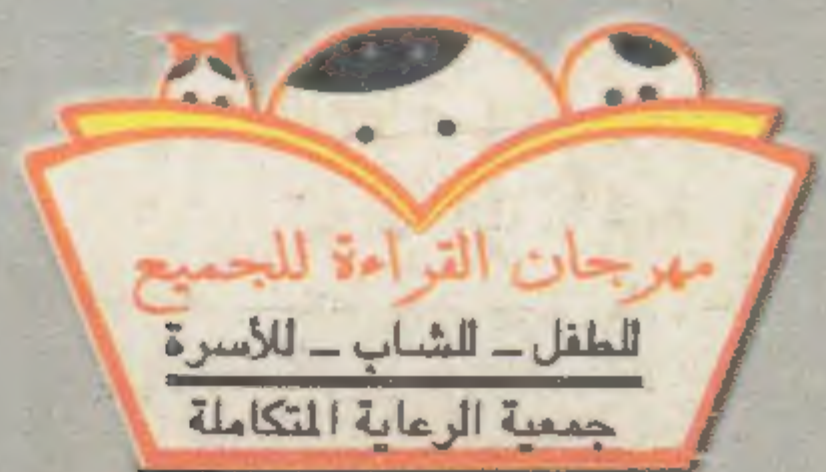 مهرجان القراءة للجميع
للطفل ـ للشاب ـ للأسرة
جمعية الرعاية المتكاملة